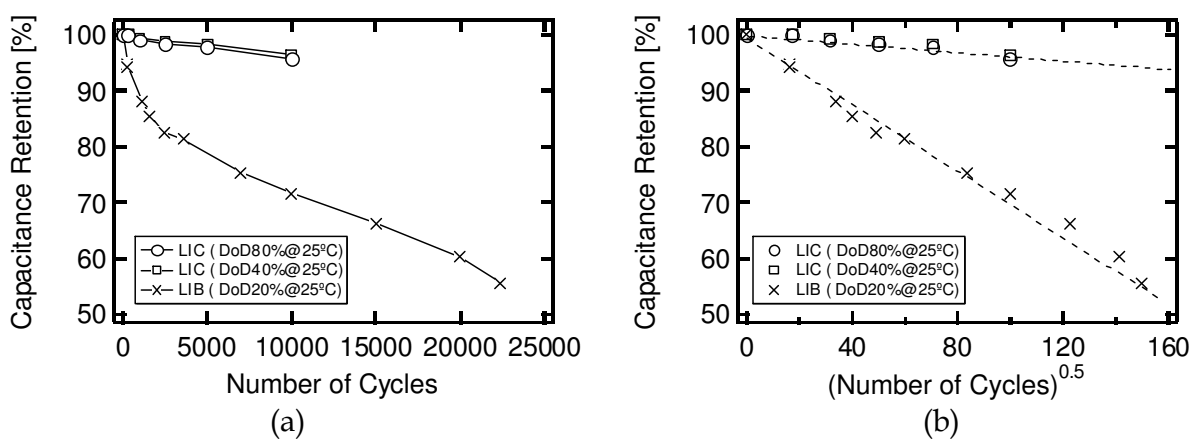 Capacitance Retention [%]
100
90
80
70
60
50
LIC ( DoD80%@25ºC)
LIC ( DoD40%@25ºC)
LIB ( DoD20%@25ºC)
0 5000 10000 15000 20000 25000
Number of Cycles
(a)
Capacitance Retention [%]
100
90
80
70
60
50
LIC ( DoD80%@25ºC)
LIC ( DoD40%@25ºC)
LIB ( DoD20%@25ºC)
0 40 80 120 160
(Number of Cycles)^0.5
(b)